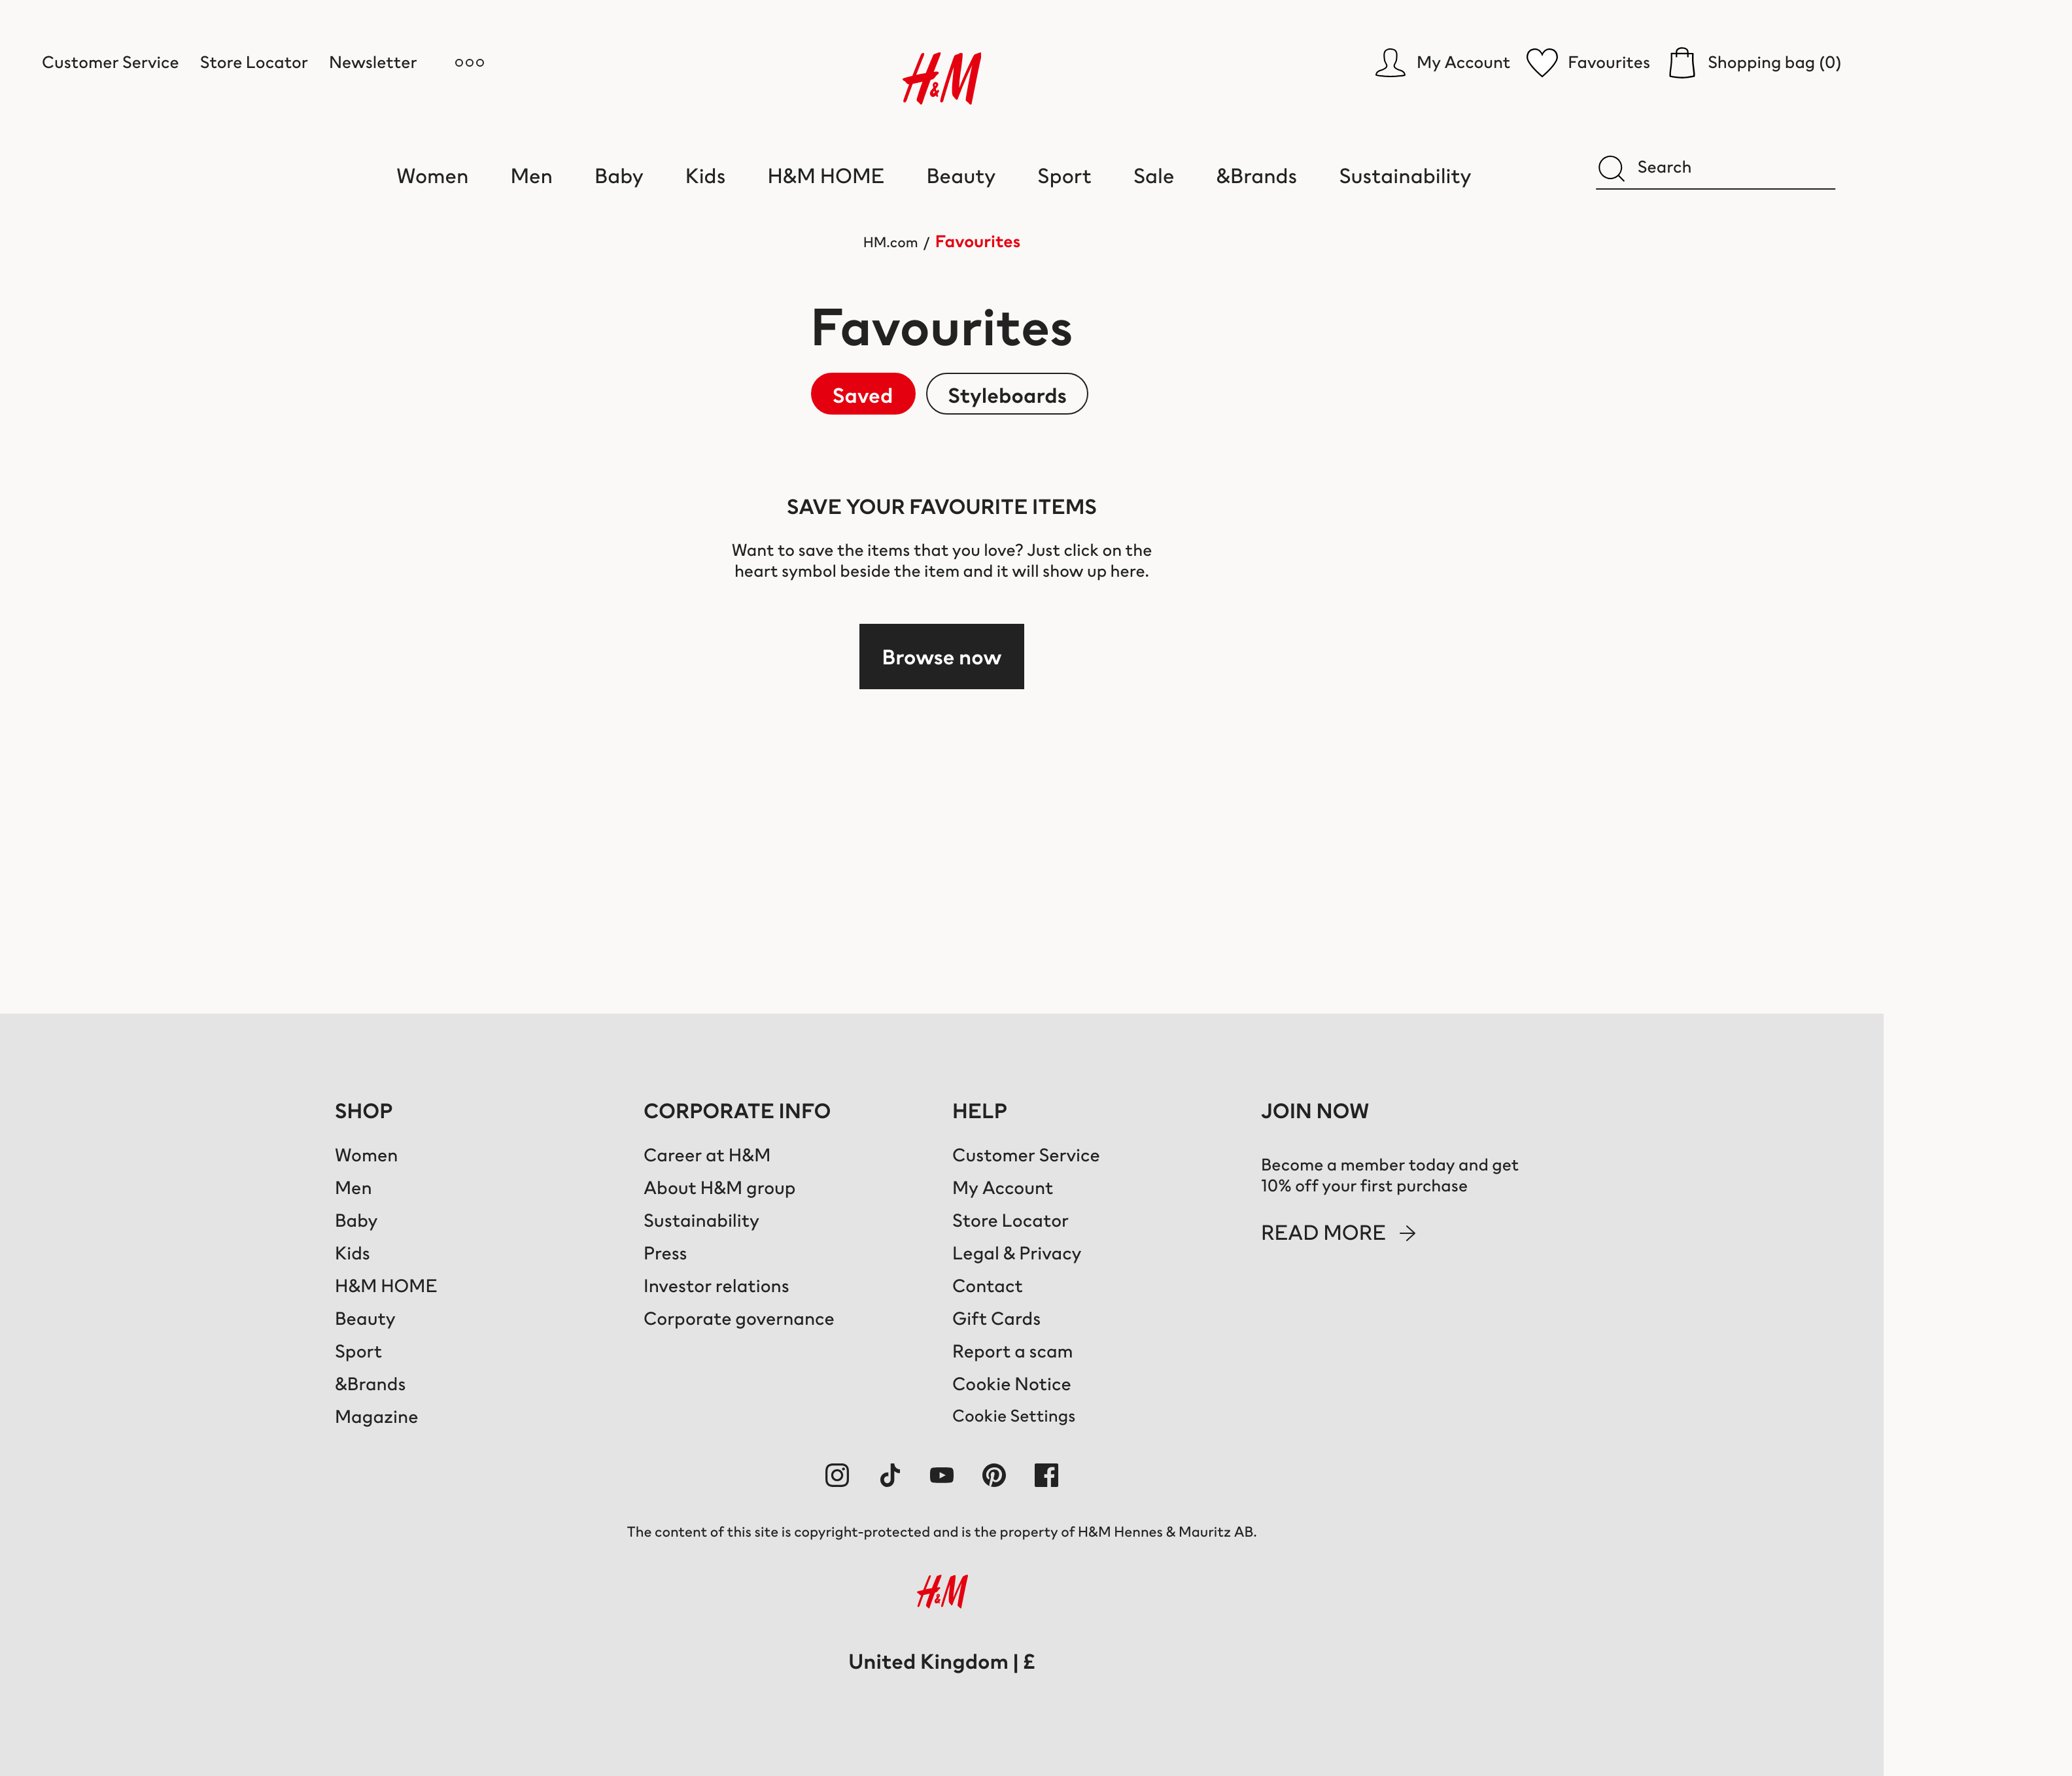 Customer Service Store Locator Newsletter
H&M
My Account Favourites Shopping bag (0)
Women Men Baby Kids H&M HOME Beauty Sport Sale &Brands Sustainability
Search
HM.com / Favourites
Favourites
Saved Styleboards
SAVE YOUR FAVOURITE ITEMS
Want to save the items that you love? Just click on the
heart symbol beside the item and it will show up here.
Browse now
SHOP
Women
Men
Baby
Kids
H&M HOME
Beauty
Sport
&Brands
Magazine
CORPORATE INFO
Career at H&M
About H&M group
Sustainability
Press
Investor relations
Corporate governance
HELP
Customer Service
My Account
Store Locator
Legal & Privacy
Contact
Gift Cards
Report a scam
Cookie Notice
Cookie Settings
JOIN NOW
Become a member today and get
10% off your first purchase
READ MORE
The content of this site is copyright-protected and is the property of H&M Hennes & Mauritz AB.
H&M
United Kingdom | £